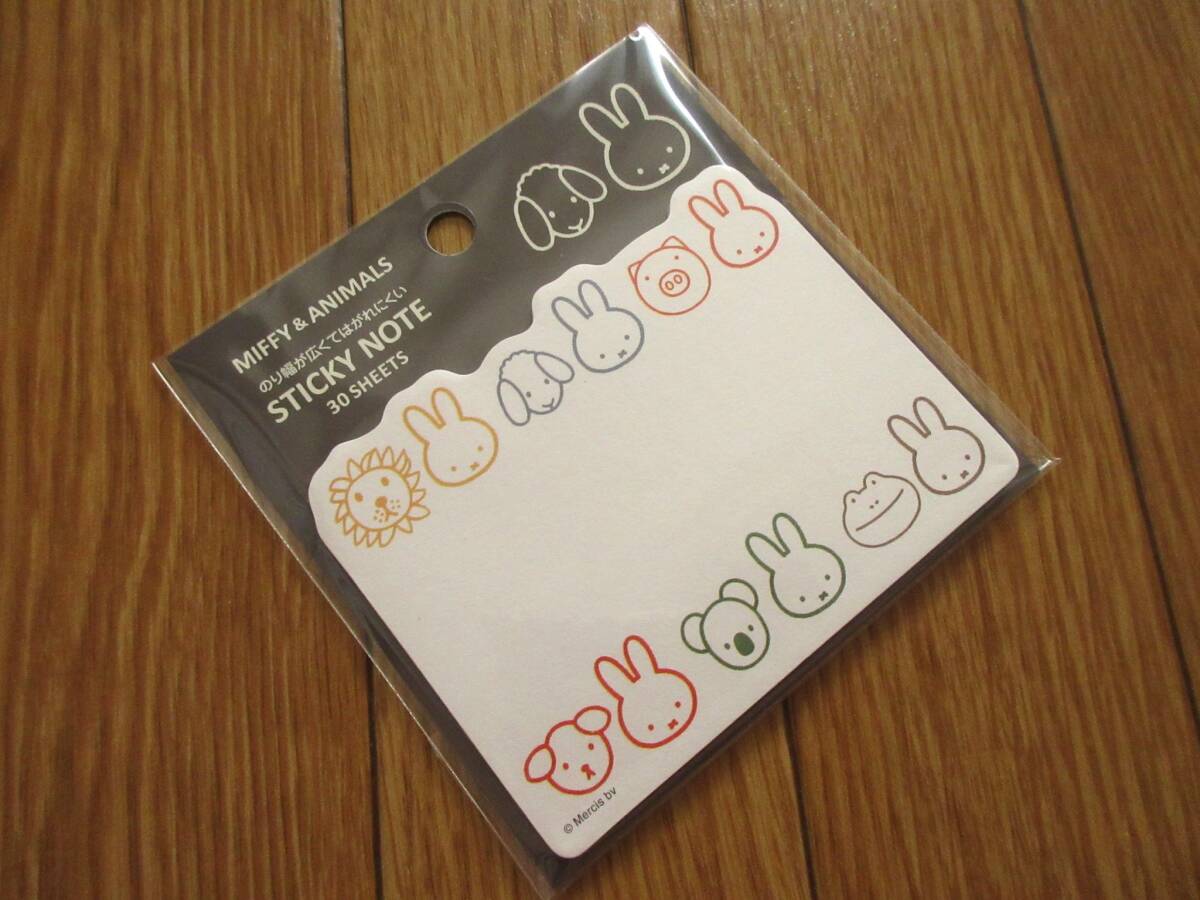 MIFFY & ANIMALS
のり幅が広くてはがれにくい
STICKY NOTE
30 SHEETS
© Mercis bv